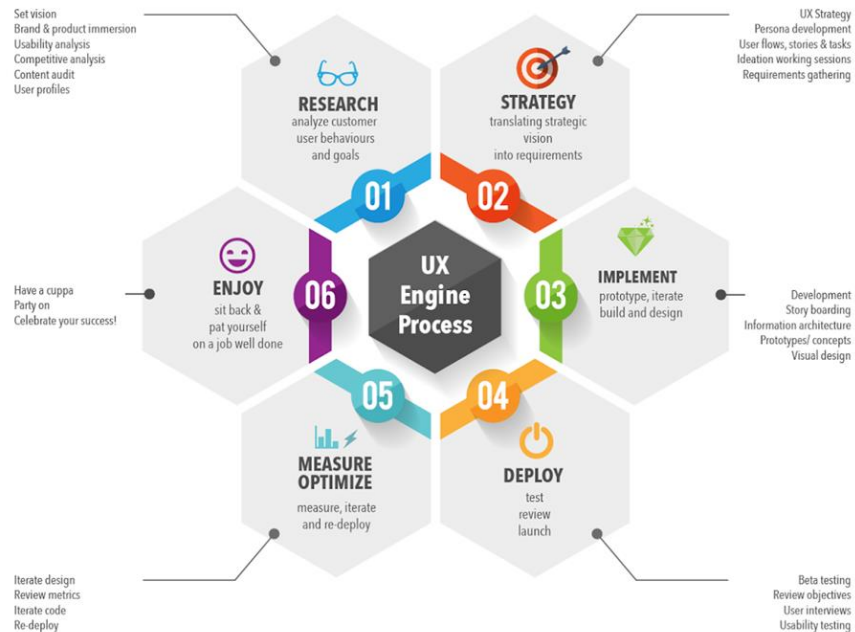 Set vision
Brand & product immersion
Usability analysis
Competitive analysis
Content audit
User profiles
UX Strategy
Persona development
User flows, stories & tasks
Ideation working sessions
Requirements gathering
RESEARCH
analyze customer
user behaviours
and goals
01
STRATEGY
translating strategic
vision
into requirements
02
UX
Engine
Process
IMPLEMENT
prototype, iterate
build and design
03
Development
Story boarding
Information architecture
Prototypes/ concepts
Visual design
DEPLOY
test
review
launch
04
Beta testing
Review objectives
User interviews
Usability testing
MEASURE
OPTIMIZE
measure, iterate
and re-deploy
05
Iterate design
Review metrics
Iterate code
Re-deploy
ENJOY
sit back &
pat yourself
on a job well done
06
Have a cuppa
Party on
Celebrate your success!